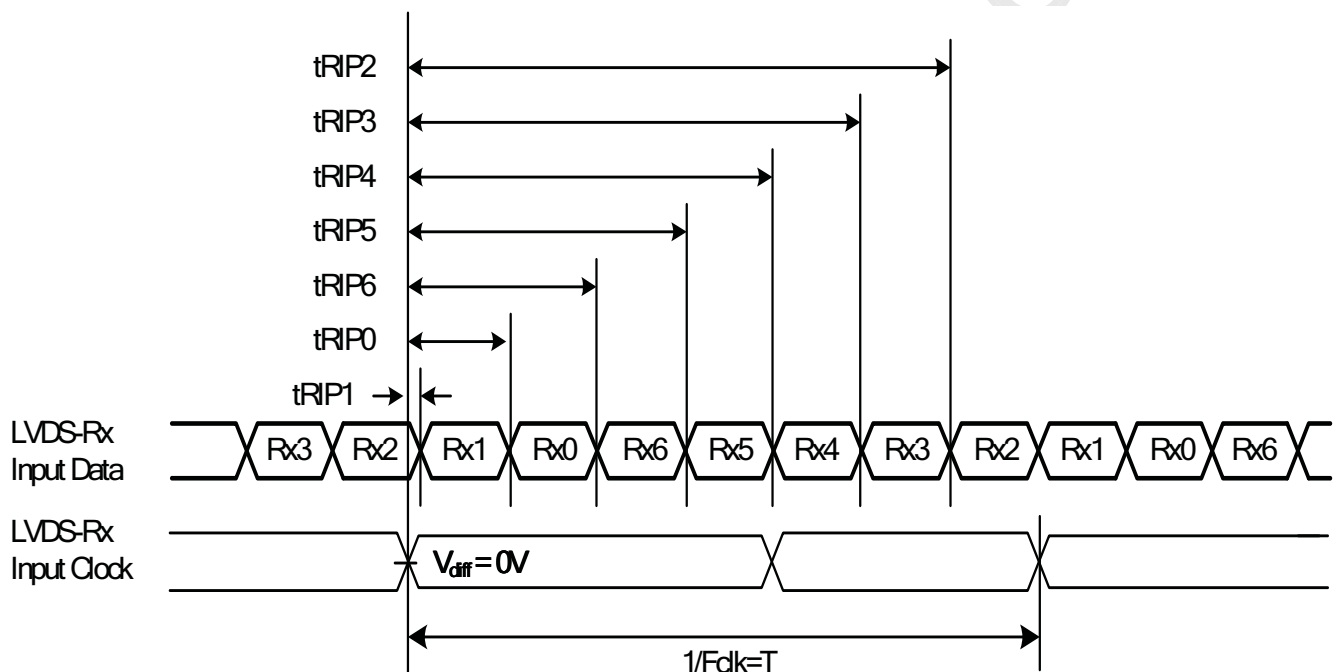 tRIP2
tRIP3
tRIP4
tRIP5
tRIP6
tRIP0
tRIP1
LVDS-Rx
Input Data
Rx3 Rx2 Rx1 Rx0 Rx6 Rx5 Rx4 Rx3 Rx2 Rx1 Rx0 Rx6
LVDS-Rx
Input Clock
Vdiff = 0V
1/Fclk=T